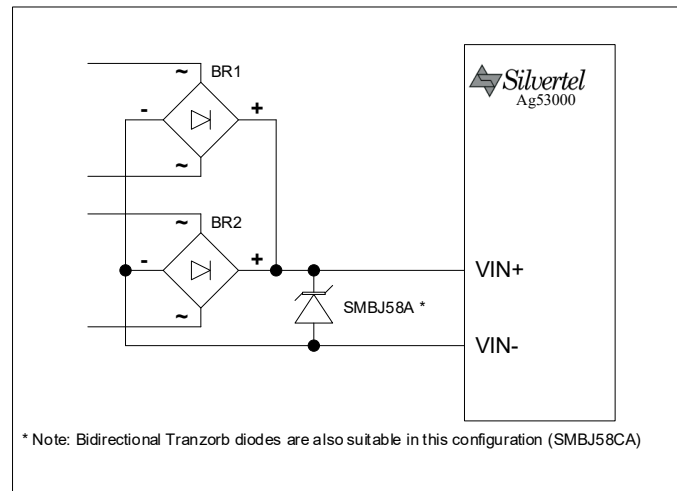 ~
BR1
-
+
~
Silvertel
Ag53000
~
BR2
-
+
~
VIN+
SMBJ58A *
VIN-
* Note: Bidirectional Tranzorb diodes are also suitable in this configuration (SMBJ58CA)